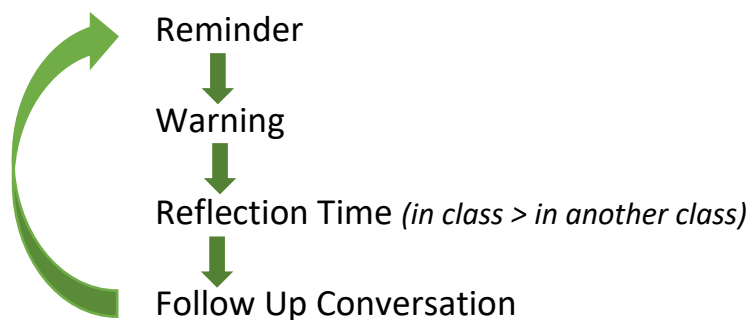 Reminder
Warning
Reflection Time (in class > in another class)
Follow Up Conversation